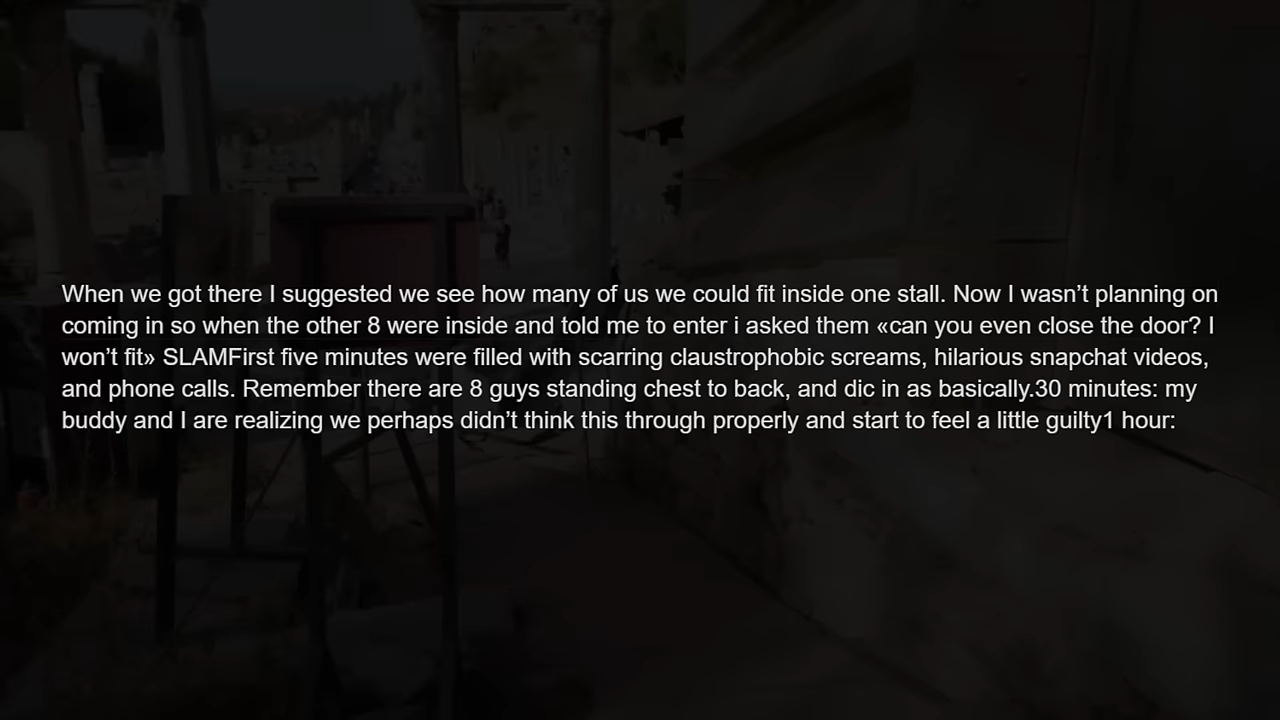 When we got there I suggested we see how many of us we could fit inside one stall. Now I wasn’t planning on
coming in so when the other 8 were inside and told me to enter i asked them «can you even close the door? I
won’t fit» SLAMFirst five minutes were filled with scarring claustrophobic screams, hilarious snapchat videos,
and phone calls. Remember there are 8 guys standing chest to back, and dic in as basically.30 minutes: my
buddy and I are realizing we perhaps didn’t think this through properly and start to feel a little guilty1 hour: